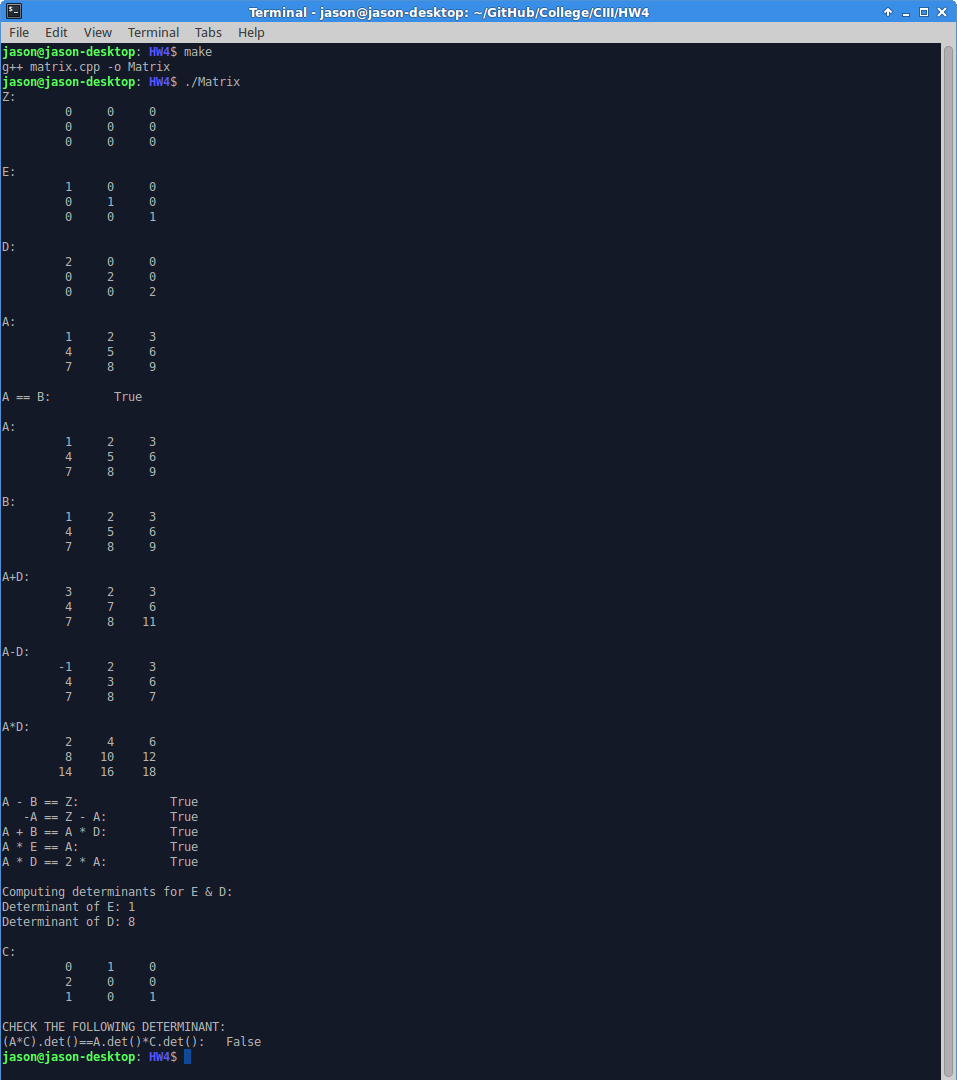 Terminal - jason@jason-desktop: ~/GitHub/College/CIII/HW4
File Edit View Terminal Tabs Help
jason@jason-desktop: HW4$ make
g++ matrix.cpp -o Matrix
jason@jason-desktop: HW4$ ./Matrix
Z:
0 0 0
0 0 0
0 0 0
E:
1 0 0
0 1 0
0 0 1
D:
2 0 0
0 2 0
0 0 2
A:
1 2 3
4 5 6
7 8 9
A == B: True
A:
1 2 3
4 5 6
7 8 9
B:
1 2 3
4 5 6
7 8 9
A+D:
3 2 3
4 7 6
7 8 11
A-D:
-1 2 3
4 3 6
7 8 7
A*D:
2 4 6
8 10 12
14 16 18
A - B == Z: True
-A == Z - A: True
A + B == A * D: True
A * E == A: True
A * D == 2 * A: True
Computing determinants for E & D:
Determinant of E: 1
Determinant of D: 8
C:
0 1 0
2 0 0
1 0 1
CHECK THE FOLLOWING DETERMINANT:
(A*C).det()==A.det()*C.det(): False
jason@jason-desktop: HW4$